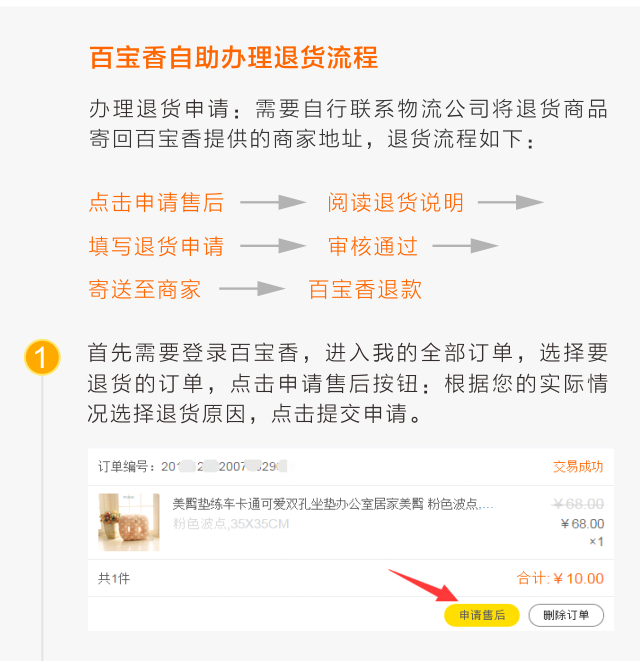 百宝香自助办理退货流程
办理退货申请：需要自行联系物流公司将退货商品
寄回百宝香提供的商家地址，退货流程如下：
点击申请售后 阅读退货说明
填写退货申请 审核通过
寄送至商家 百宝香退款
1 首先需要登录百宝香，进入我的全部订单，选择要
退货的订单，点击申请售后按钮；根据您的实际情
况选择退货原因，点击提交申请。
订单编号： 交易成功
美臀垫练车卡通可爱双孔坐垫办公室居家美臀 粉色波点,... ￥68.00
粉色波点,35X35CM ￥68.00
×1
共1件 合计:￥10.00
申请售后 删除订单